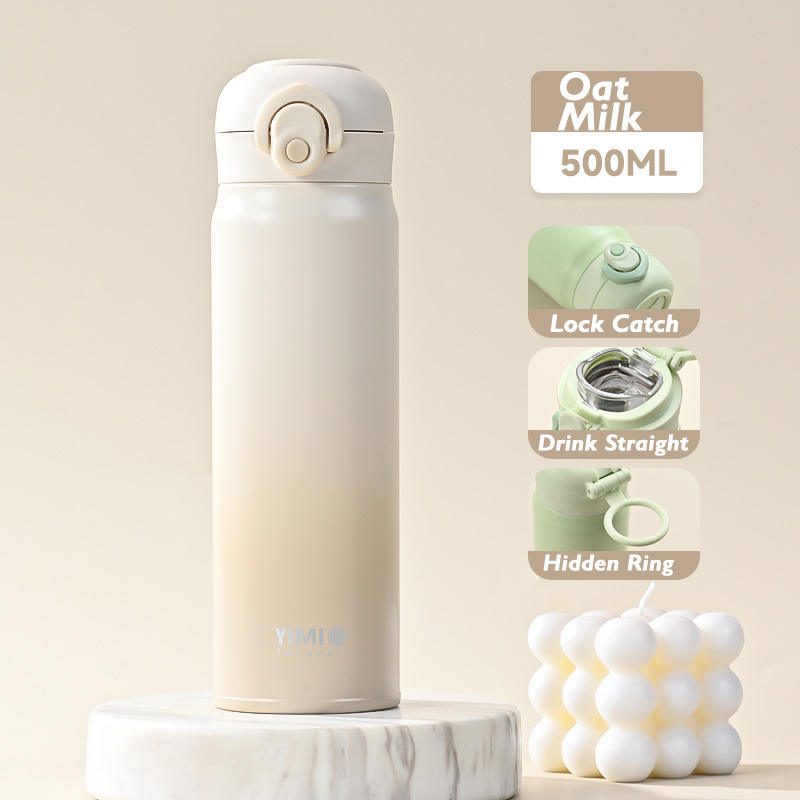 Oat
Milk
500ML
Lock Catch
Drink Straight
Hidden Ring
YIMI